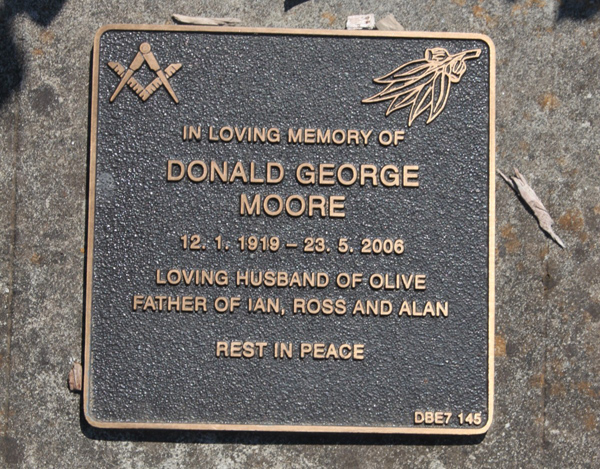 IN LOVING MEMORY OF
DONALD GEORGE
MOORE
12. 1. 1919 – 23. 5. 2006
LOVING HUSBAND OF OLIVE
FATHER OF IAN, ROSS AND ALAN
REST IN PEACE
DBE7 145